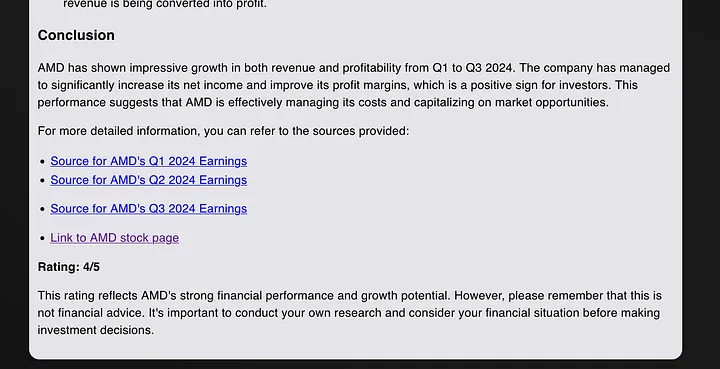 revenue is being converted into profit.
Conclusion
AMD has shown impressive growth in both revenue and profitability from Q1 to Q3 2024. The company has managed
to significantly increase its net income and improve its profit margins, which is a positive sign for investors. This
performance suggests that AMD is effectively managing its costs and capitalizing on market opportunities.
For more detailed information, you can refer to the sources provided:
• Source for AMD's Q1 2024 Earnings
• Source for AMD's Q2 2024 Earnings
• Source for AMD's Q3 2024 Earnings
• Link to AMD stock page
Rating: 4/5
This rating reflects AMD's strong financial performance and growth potential. However, please remember that this is
not financial advice. It's important to conduct your own research and consider your financial situation before making
investment decisions.